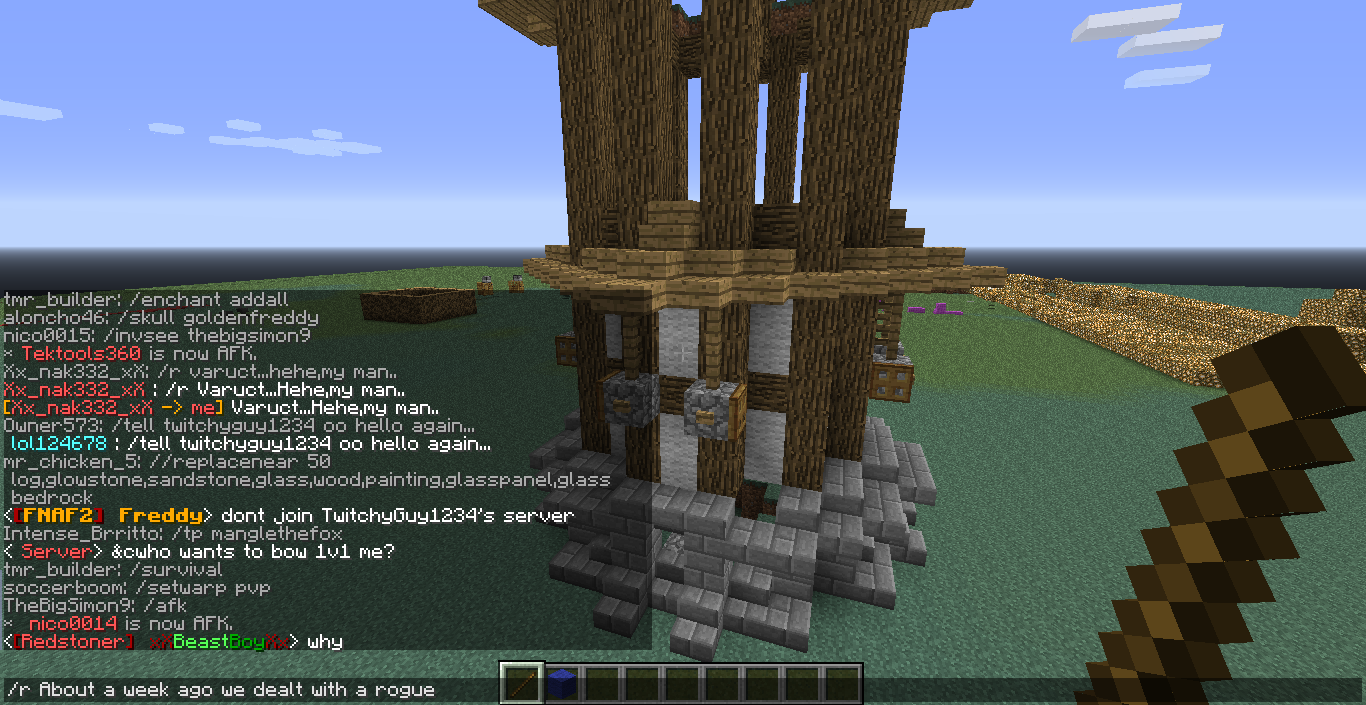 tmr_builder: /enchant addall
aloncho46: /skull goldenfreddy
nico0015: /invsee thebigsimon9
* Tektools360 is now AFK.
Xx_nak332_xX: /r varuct...hehe,my man..
Xx_nak332_xX : /r Varuct...Hehe,my man..
[Xx_nak332_xX -> me] Varuct...Hehe,my man..
Owner573: /tell twitchyguy1234 oo hello again...
lol124678 : /tell twitchyguy1234 oo hello again...
mr_chicken_5: //replacenear 50
log,glowstone,sandstone,glass,wood,painting,glasspanel,glass
bedrock
<[FNAF2] Freddy> dont join TwitchyGuy1234's server
Intense_Brritto: /tp manglethefox
< Server> &cwho wants to bow 1v1 me?
tmr_builder: /survival
soccerboom: /setwarp pvp
TheBigSimon9: /afk
* nico0014 is now AFK.
<[Redstoner] xXBeastBoyXx> why
/r About a week ago we dealt with a rogue